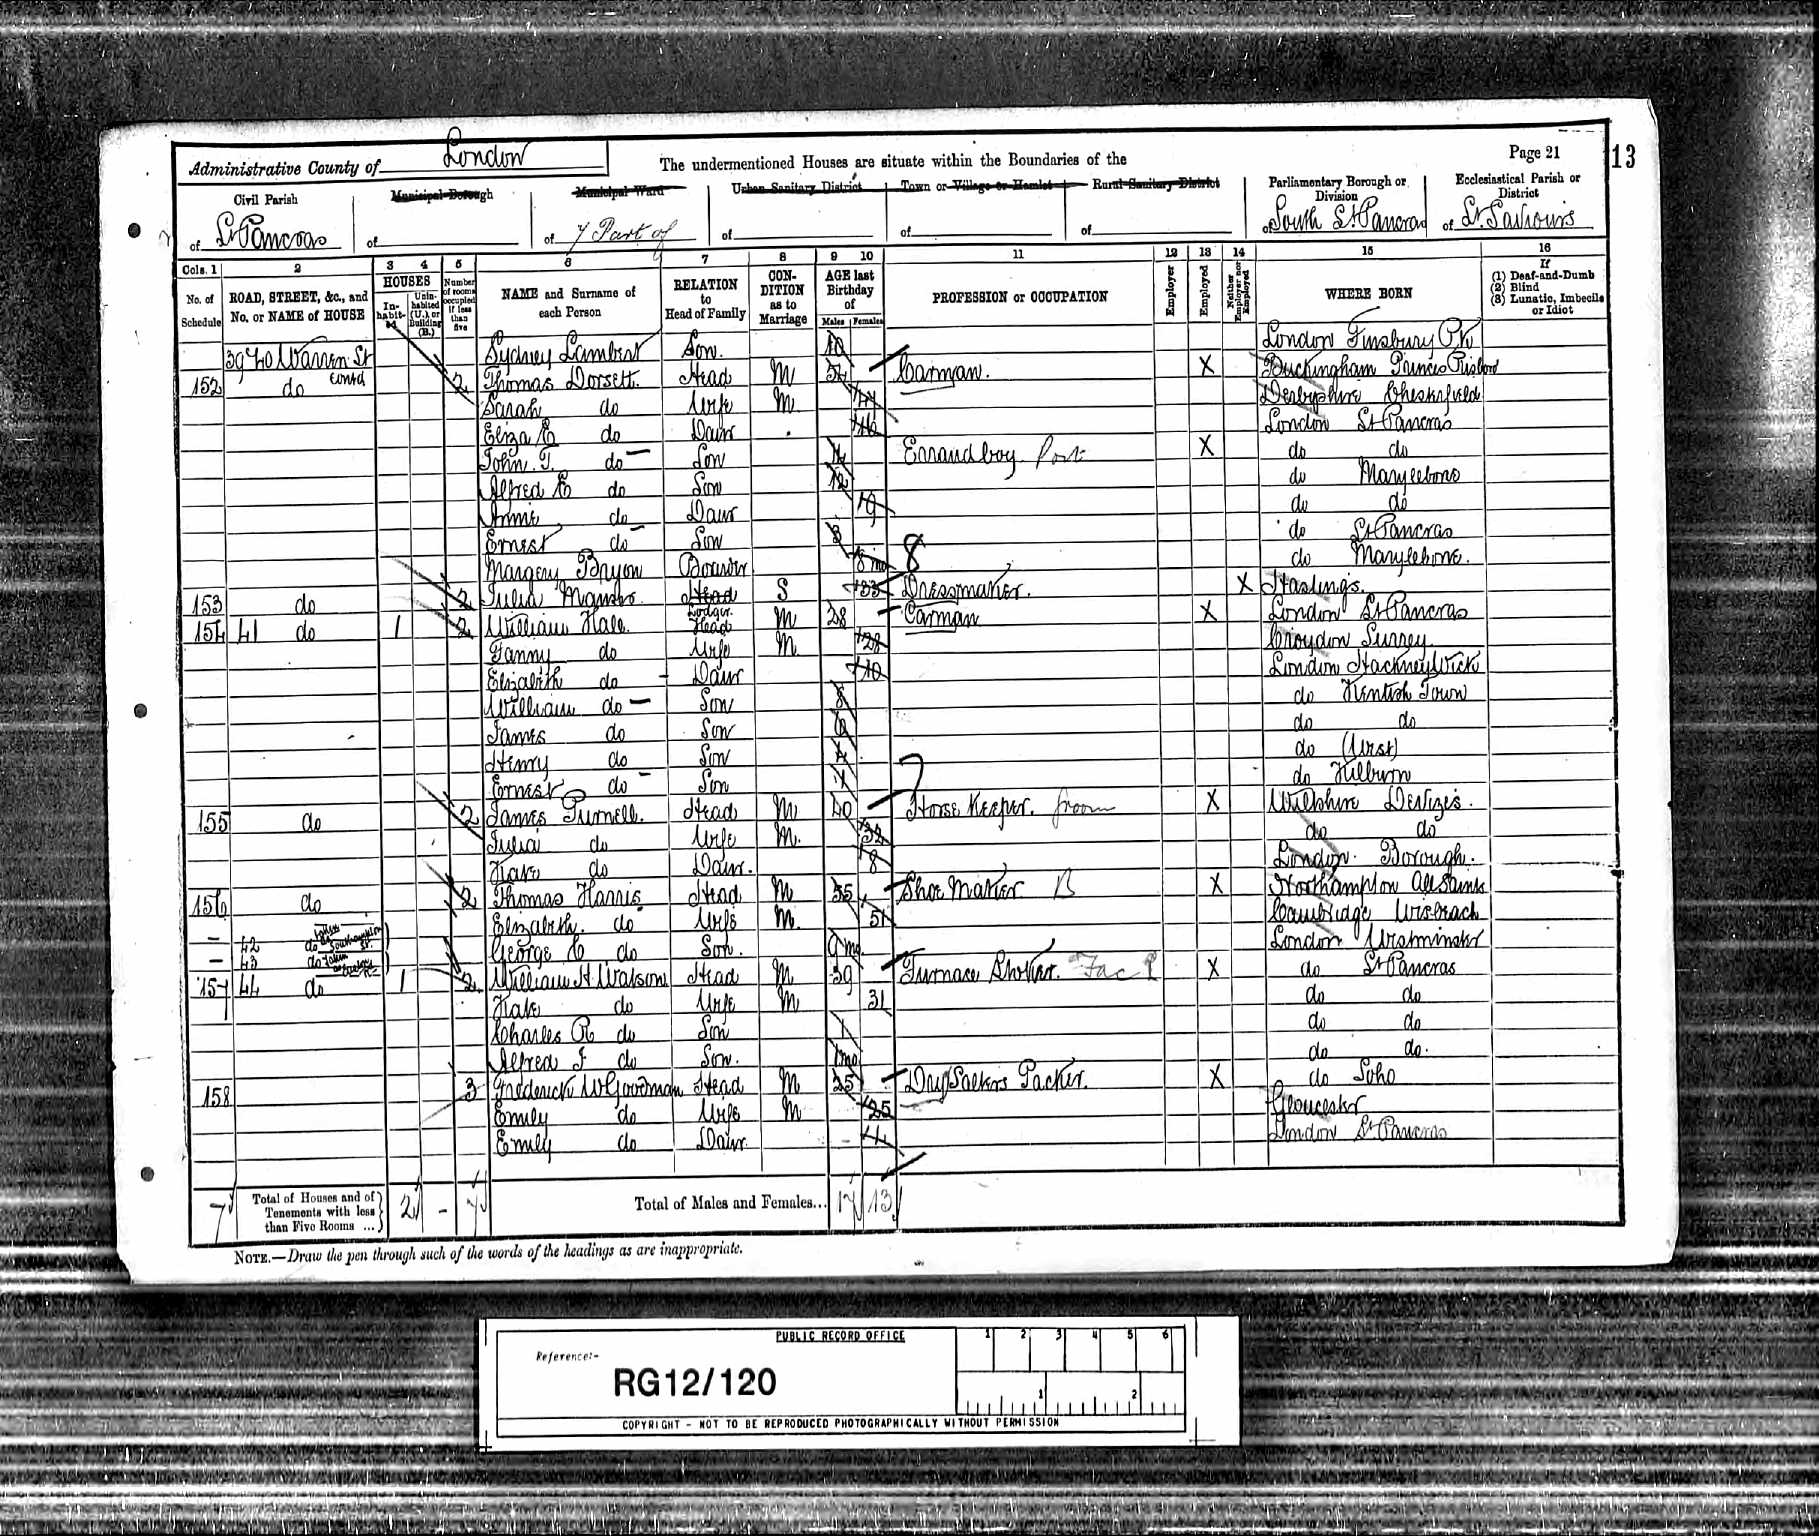 Administrative County of London
The undermentioned Houses are situate within the Boundaries of the
Page 21
13
Civil Parish of St Pancras
Municipal Borough of
Municipal Ward of 7 Part of
Urban Sanitary District of
Town or Village or Hamlet of
Rural Sanitary District of
Parliamentary Borough or Division of South St Pancras
Ecclesiastical Parish or District of St Saviours
Cols. 1 2 3 4 5 6 7 8 9 10 11 12 13 14 15 16
No. of Schedule
ROAD, STREET, &c., and No. or NAME of HOUSE
HOUSES
In-habit-
Unin-habited (U.), or Building (B.)
Number of rooms occupied if less than five
NAME and Surname of each Person
RELATION to Head of Family
CON-DITION as to Marriage
AGE last Birthday of
Males Females
PROFESSION or OCCUPATION
Employer
Employed
Neither Employer nor Employed
WHERE BORN
If (1) Deaf-and-Dumb (2) Blind (3) Lunatic, Imbecile or Idiot
39 & 40 Warren St contd Sydney Lambert Son 10 London Finsbury Pk
152 do 2 Thomas Dorsett Head M 54 Carman. X Buckingham Princes Risboro
Sarah do Wife M 44 Derbyshire Chesterfield
Eliza E do Daur 16 London St Pancras
John T. do Son 14 Errand boy Port X do do
Alfred E do Son 12 do Marylebone
Annie do Daur 9 do do
Ernest do Son 3 do St Pancras
Margery Bryon Boarder 8 mo do Marylebone.
8
153 do 2 Julia Head S 33 Dressmaker. X Hastings.
154 41 do 1 2 William Hale Lodger Head M 28 Carman X London St Pancras
Fanny do Wife M 28 Croydon Surrey
Elizabeth do Daur 10 London Hackney Wick
William do Son 8 do Kentish Town
James do Son 6 do do
Henry do Son 4 do (West)
Ernest do Son 1 do Kilburn
7
155 do 2 James Purnell Head M 40 Horse Keeper. Groom X Wiltshire Devizes.
Julia do Wife M. 32 do do
Kate do Daur. 8 London Borough.
156 do 2 Thomas Harris Head M 55 Shoe Maker B X Northampton All Saints
Elizabeth. do Wife M. 51 Cambridge Wisbeach
– 42 do taken Southampton St. George E do Son. 9 mo London Westminster
– 43 do taken
157 44 do 1 2 William H Watson Head M 39 Furnace Stoker. Fac X do St Pancras
Kate do Wife M 31 do do
Charles R do Son 1 do do
Alfred J do Son. 1 mo do do.
158 3 Frederick W Goodman Head M 25 Drysalters Packer. X do Soho
Emily do Wife M 25 Gloucester
Emily do Daur 4 London St Pancras
7 Total of Houses and of Tenements with less than Five Rooms ... 2 - 7 Total of Males and Females... 17 13
NOTE.—Draw the pen through such of the words of the headings as are inappropriate.
PUBLIC RECORD OFFICE
1 2 3 4 5 6
Reference:-
RG12/120
1 2
COPYRIGHT - NOT TO BE REPRODUCED PHOTOGRAPHICALLY WITHOUT PERMISSION